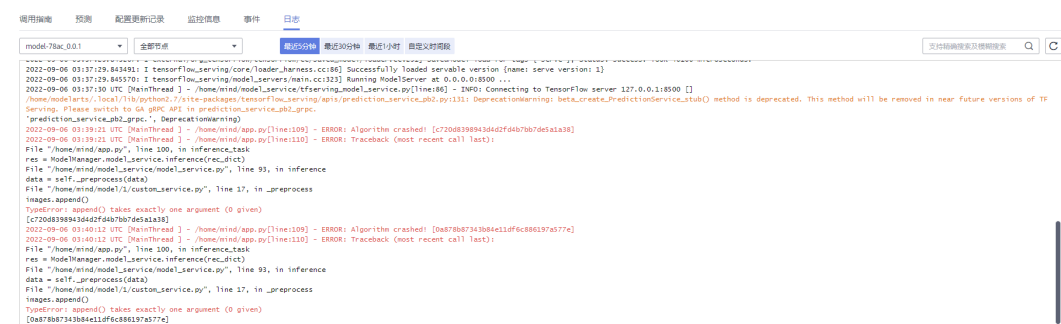 调用指南 预测 配置更新记录 监控信息 事件 日志
model-78ac_0.0.1 全部节点 最近5分钟 最近30分钟 最近1小时 自定义时间段 支持精确搜索及模糊搜索
2022-09-06 03:37:29.843491: I tensorflow_serving/core/loader_harness.cc:86] Successfully loaded servable version {name: serve version: 1}
2022-09-06 03:37:29.845570: I tensorflow_serving/model_servers/main.cc:323] Running ModelServer at 0.0.0.0:8500 ...
2022-09-06 03:37:30 UTC [MainThread ] - /home/mind/model_service/tfserving_model_service.py[line:86] - INFO: Connecting to TensorFlow server 127.0.0.1:8500 []
/home/modelarts/.local/lib/python2.7/site-packages/tensorflow_serving/apis/prediction_service_pb2.py:131: DeprecationWarning: beta_create_PredictionService_stub() method is deprecated. This method will be removed in near future versions of TF
Serving. Please switch to GA gRPC API in prediction_service_pb2_grpc.
'prediction_service_pb2_grpc.', DeprecationWarning)
2022-09-06 03:39:21 UTC [MainThread ] - /home/mind/app.py[line:109] - ERROR: Algorithm crashed! [c720d8398943d4d2fd4b7bb7de5a1a38]
2022-09-06 03:39:21 UTC [MainThread ] - /home/mind/app.py[line:110] - ERROR: Traceback (most recent call last):
File "/home/mind/app.py", line 100, in inference_task
res = ModelManager.model_service.inference(rec_dict)
File "/home/mind/model_service/model_service.py", line 93, in inference
data = self._preprocess(data)
File "/home/mind/model/1/custom_service.py", line 17, in _preprocess
images.append()
TypeError: append() takes exactly one argument (0 given)
[c720d8398943d4d2fd4b7bb7de5a1a38]
2022-09-06 03:40:12 UTC [MainThread ] - /home/mind/app.py[line:109] - ERROR: Algorithm crashed! [0a878b87343b84e11df6c886197a577e]
2022-09-06 03:40:12 UTC [MainThread ] - /home/mind/app.py[line:110] - ERROR: Traceback (most recent call last):
File "/home/mind/app.py", line 100, in inference_task
res = ModelManager.model_service.inference(rec_dict)
File "/home/mind/model_service/model_service.py", line 93, in inference
data = self._preprocess(data)
File "/home/mind/model/1/custom_service.py", line 17, in _preprocess
images.append()
TypeError: append() takes exactly one argument (0 given)
[0a878b87343b84e11df6c886197a577e]